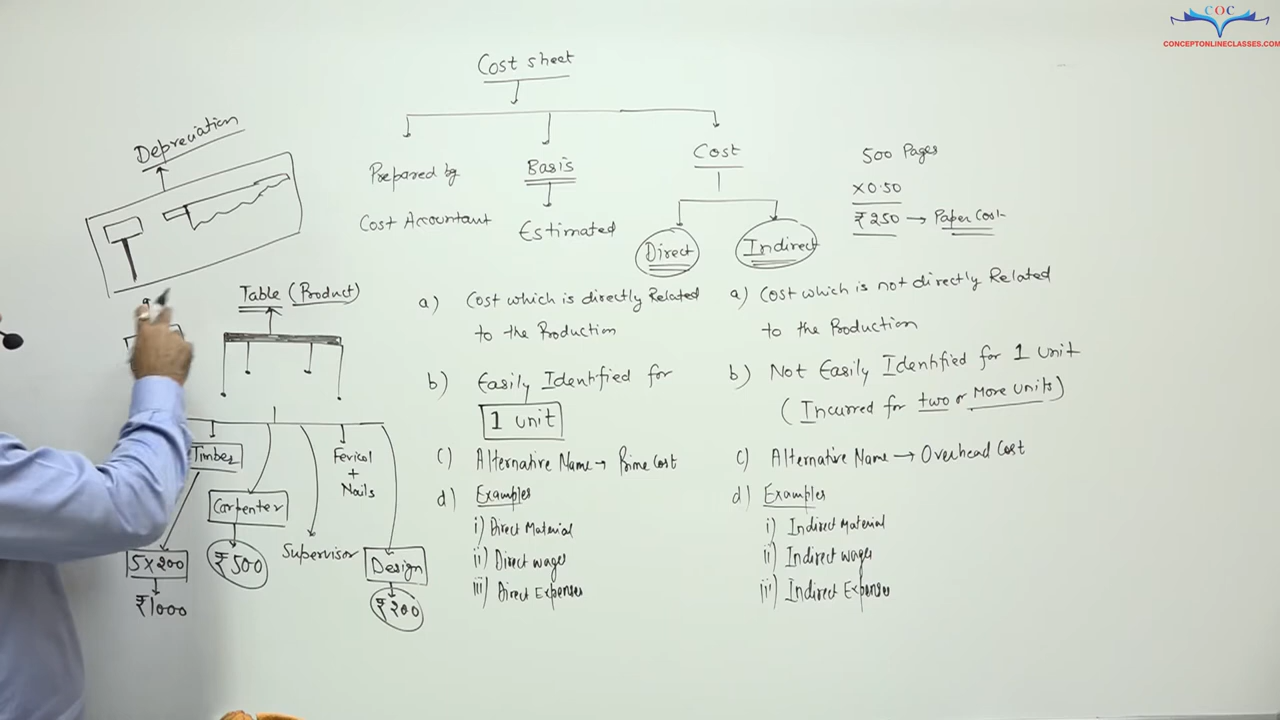 COC
CONCEPTONLINECLASSES.COM
Cost sheet
Depreciation
Prepared by
Cost Accountant
Basis
Estimated
Cost
Direct
Indirect
500 Pages
×0.50
₹250 → Paper Cost
Table (Product)
Timber
5×200
₹1000
Carpenter
₹500
Supervisor
Fevicol
+
Nails
Design
₹200
a) Cost which is directly Related
to the Production
b) Easily Identified for
1 unit
c) Alternative Name → Prime Cost
d) Examples
i) Direct Material
ii) Direct wages
iii) Direct Expenses
a) Cost which is not directly Related
to the Production
b) Not Easily Identified for 1 unit
(Incurred for two or More units)
c) Alternative Name → Overhead Cost
d) Examples
i) Indirect Material
ii) Indirect wages
iii) Indirect Expenses